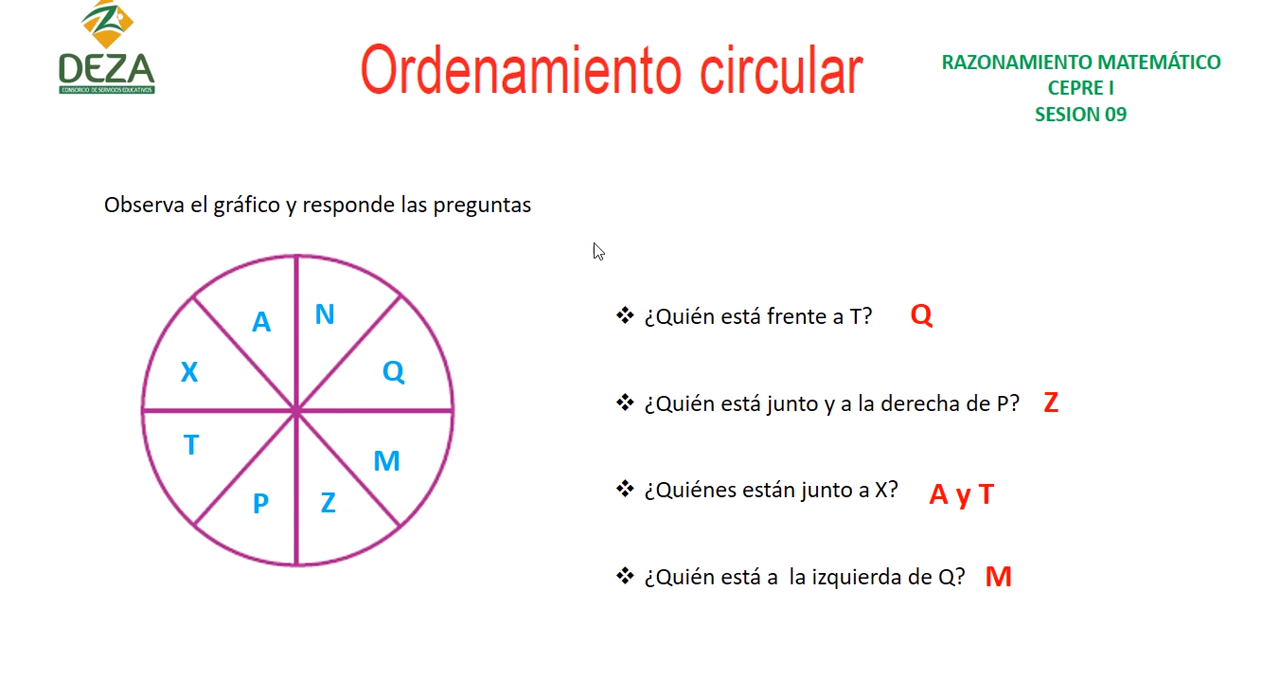 DEZA
CONSORCIO DE SERVICIOS EDUCATIVOS
Ordenamiento circular
RAZONAMIENTO MATEMÁTICO
CEPRE I
SESION 09
Observa el gráfico y responde las preguntas
A N
X Q
T M
P Z
❖ ¿Quién está frente a T? Q
❖ ¿Quién está junto y a la derecha de P? Z
❖ ¿Quiénes están junto a X? A y T
❖ ¿Quién está a  la izquierda de Q? M